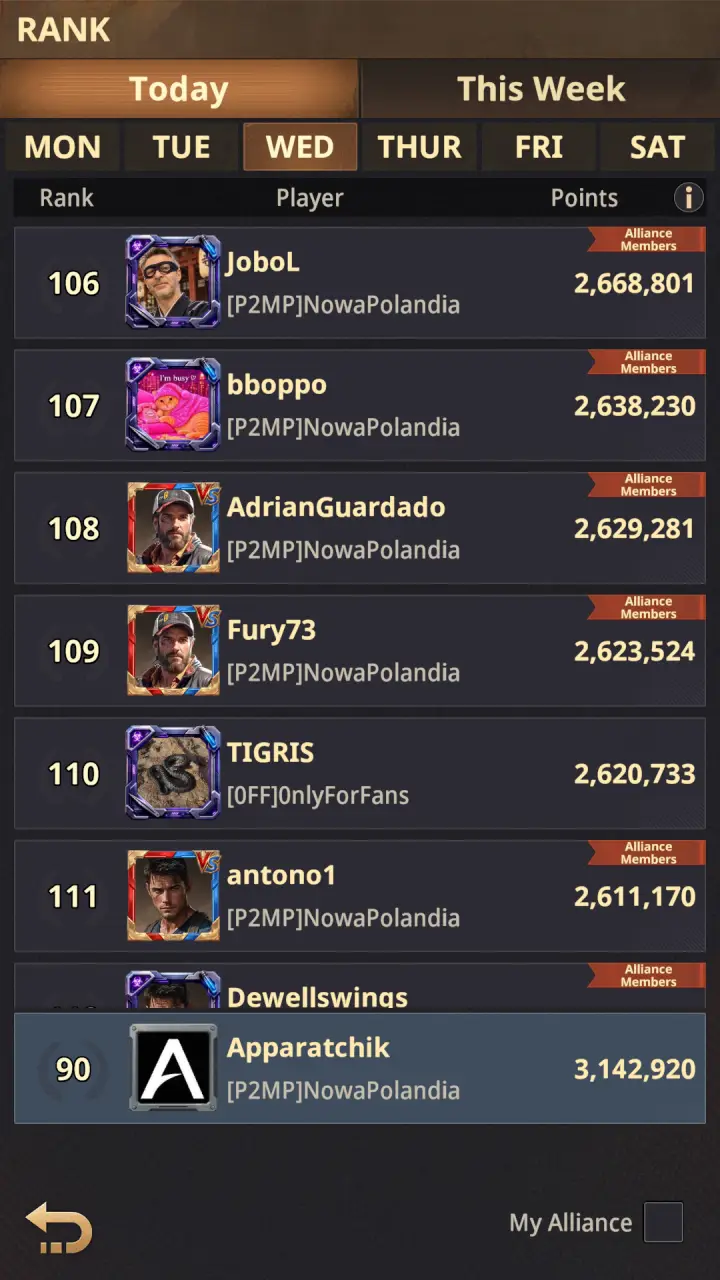 RANK
Today
This Week
MON TUE WED THUR FRI SAT
Rank Player Points
Alliance
Members
106
JoboL
[P2MP]NowaPolandia
2,668,801
Alliance
Members
107
I'm busy
bboppo
[P2MP]NowaPolandia
2,638,230
Alliance
Members
108
VS
AdrianGuardado
[P2MP]NowaPolandia
2,629,281
Alliance
Members
109
VS
Fury73
[P2MP]NowaPolandia
2,623,524
110
TIGRIS
[0FF]0nlyForFans
2,620,733
Alliance
Members
111
VS
antono1
[P2MP]NowaPolandia
2,611,170
Alliance
Members
Dewellswings
90
A
Apparatchik
[P2MP]NowaPolandia
3,142,920
My Alliance